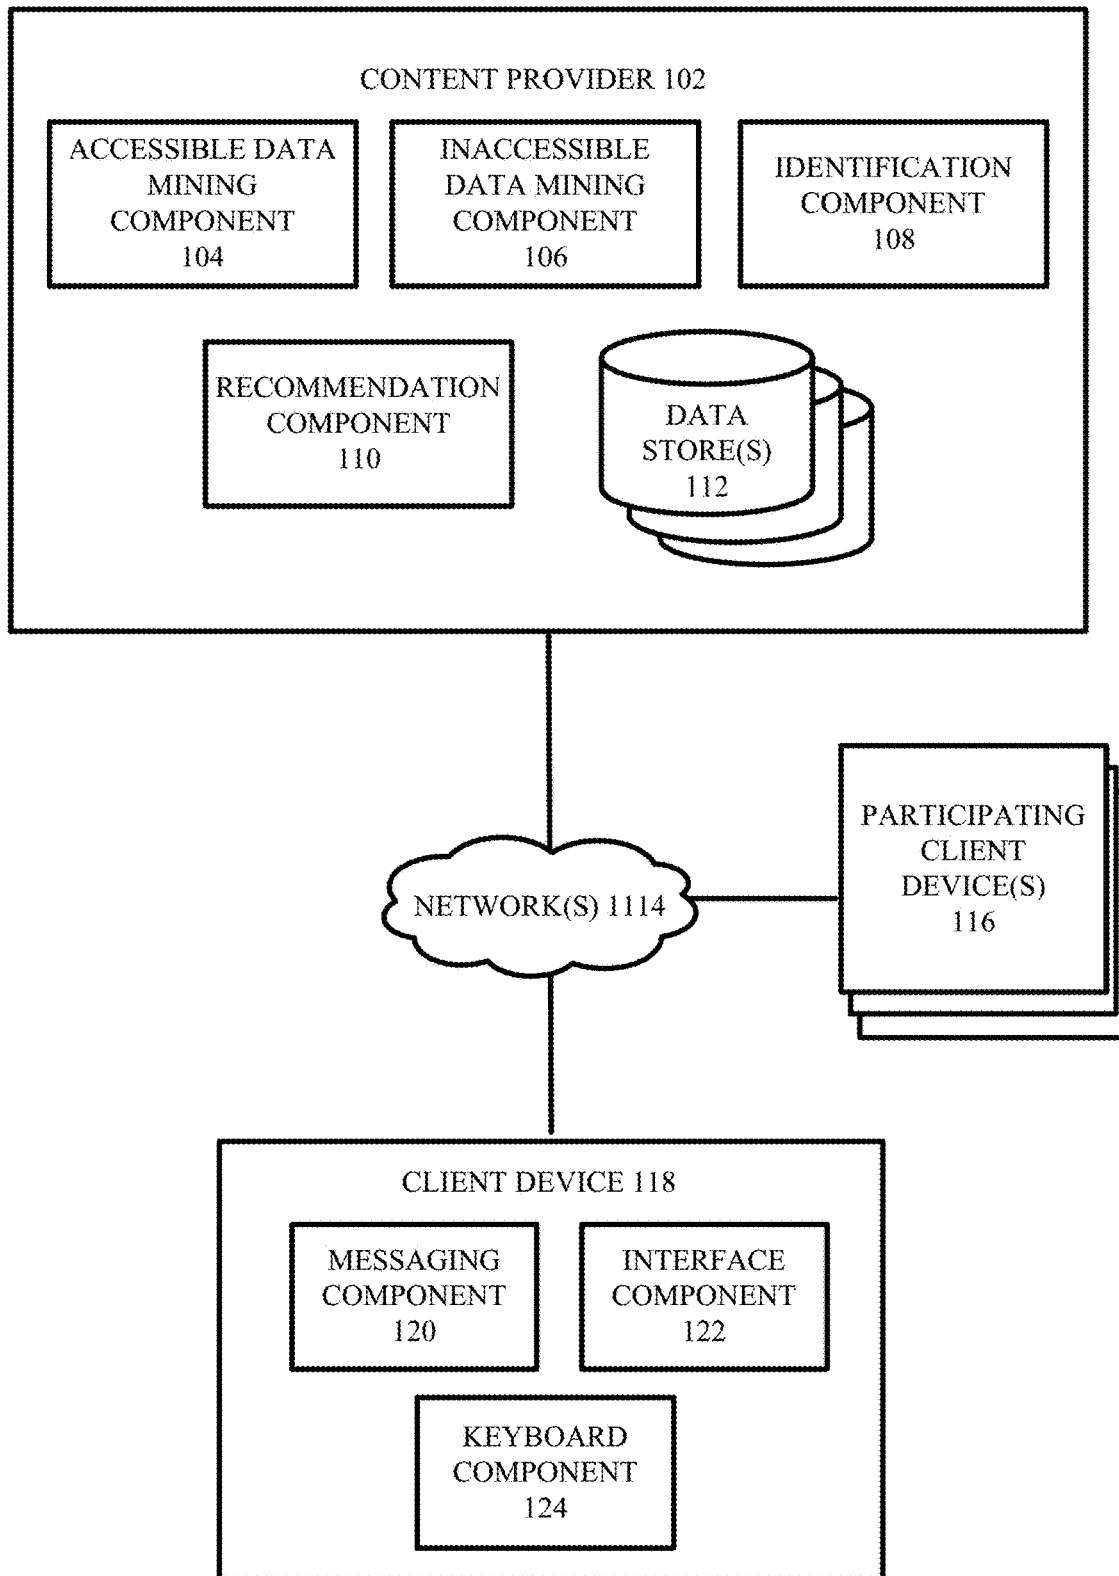 CONTENT PROVIDER 102
ACCESSIBLE DATA
MINING
COMPONENT
104
INACCESSIBLE
DATA MINING
COMPONENT
106
IDENTIFICATION
COMPONENT
108
RECOMMENDATION
COMPONENT
110
DATA
STORE(S)
112
NETWORK(S) 1114
PARTICIPATING
CLIENT
DEVICE(S)
116
CLIENT DEVICE 118
MESSAGING
COMPONENT
120
INTERFACE
COMPONENT
122
KEYBOARD
COMPONENT
124